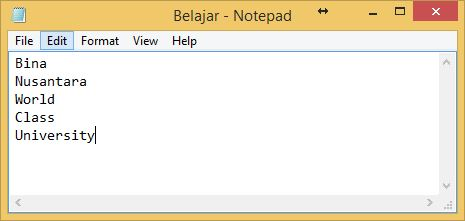 Belajar - Notepad
File Edit Format View Help
Bina
Nusantara
World
Class
University